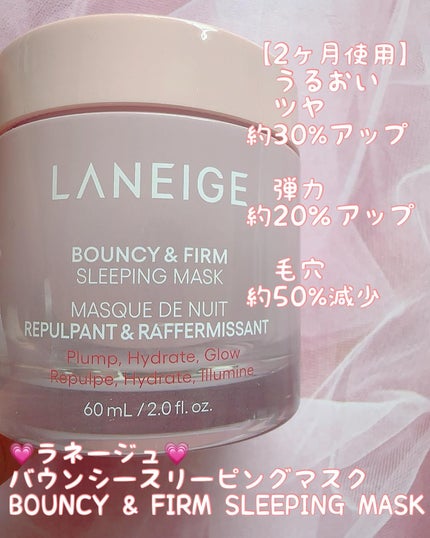 【2ヶ月使用】
うるおい
ツヤ
約30%アップ
弾力
約20%アップ
毛穴
約50%減少
LANEIGE
BOUNCY & FIRM
SLEEPING MASK
MASQUE DE NUIT
REPULPANT & RAFFERMISSANT
Plump, Hydrate, Glow
Repulpe, Hydrate, Illumine
60 mL / 2.0 fl. oz.
💗ラネージュ💗
バウンシースリーピングマスク
BOUNCY & FIRM SLEEPING MASK